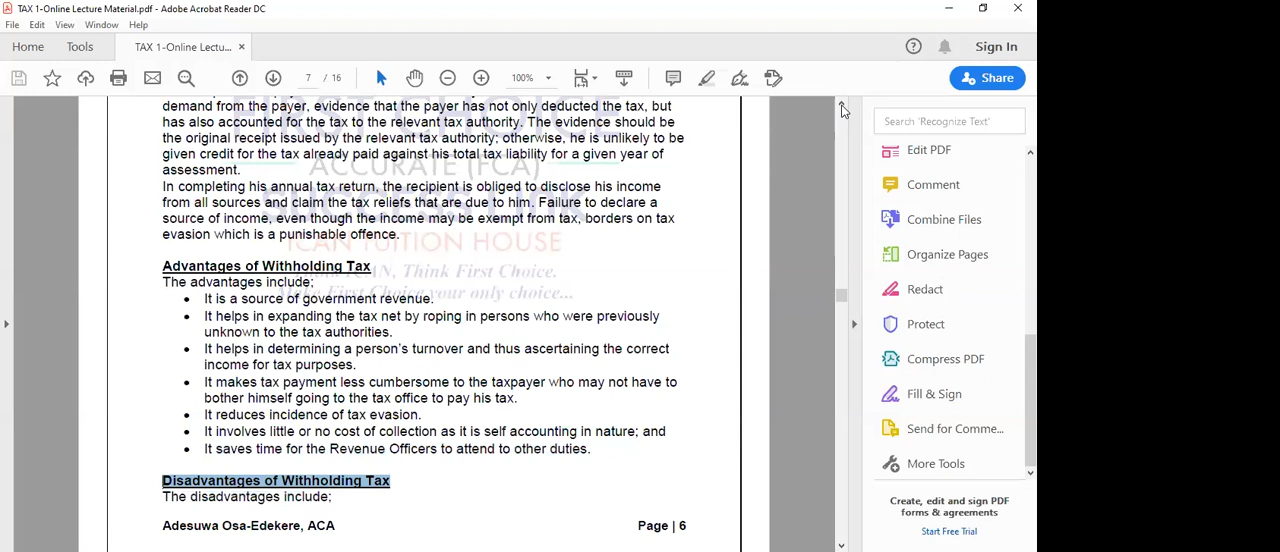 TAX 1-Online Lecture Material.pdf - Adobe Acrobat Reader DC
File Edit View Window Help
Home Tools TAX 1-Online Lectu... × Sign In
7 / 16 100% Share
demand from the payer, evidence that the payer has not only deducted the tax, but
has also accounted for the tax to the relevant tax authority. The evidence should be
the original receipt issued by the relevant tax authority; otherwise, he is unlikely to be
given credit for the tax already paid against his total tax liability for a given year of
assessment.
In completing his annual tax return, the recipient is obliged to disclose his income
from all sources and claim the tax reliefs that are due to him. Failure to declare a
source of income, even though the income may be exempt from tax, borders on tax
evasion which is a punishable offence.
FIRST CHOICE
ACCURATE (FCA)
SUCCESS LINK
ICAN TUITION HOUSE
ICAN, Think First Choice.
Make First Choice your only choice...
Advantages of Withholding Tax
The advantages include;
• It is a source of government revenue.
• It helps in expanding the tax net by roping in persons who were previously
unknown to the tax authorities.
• It helps in determining a person's turnover and thus ascertaining the correct
income for tax purposes.
• It makes tax payment less cumbersome to the taxpayer who may not have to
bother himself going to the tax office to pay his tax.
• It reduces incidence of tax evasion.
• It involves little or no cost of collection as it is self accounting in nature; and
• It saves time for the Revenue Officers to attend to other duties.
Disadvantages of Withholding Tax
The disadvantages include;
Adesuwa Osa-Edekere, ACA Page | 6
Search 'Recognize Text'
Edit PDF
Comment
Combine Files
Organize Pages
Redact
Protect
Compress PDF
Fill & Sign
Send for Comme...
More Tools
Create, edit and sign PDF
forms & agreements
Start Free Trial